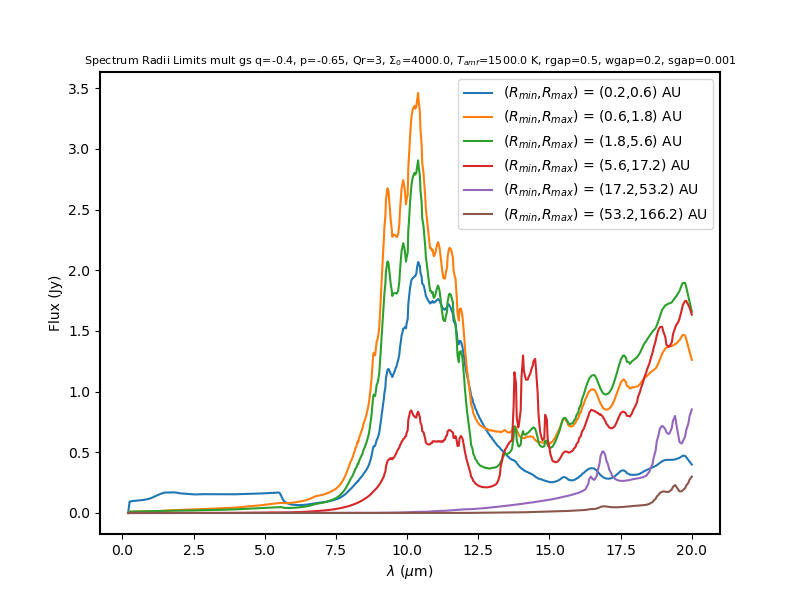 Spectrum Radii Limits mult gs q=-0.4, p=-0.65, Qr=3, Σ₀=4000.0, T_amf=1500.0 K, rgap=0.5, wgap=0.2, sgap=0.001
(R_min,R_max) = (0.2,0.6) AU
(R_min,R_max) = (0.6,1.8) AU
(R_min,R_max) = (1.8,5.6) AU
(R_min,R_max) = (5.6,17.2) AU
(R_min,R_max) = (17.2,53.2) AU
(R_min,R_max) = (53.2,166.2) AU
3.5
3.0
2.5
2.0
1.5
1.0
0.5
0.0
Flux (Jy)
0.0 2.5 5.0 7.5 10.0 12.5 15.0 17.5 20.0
λ (μm)